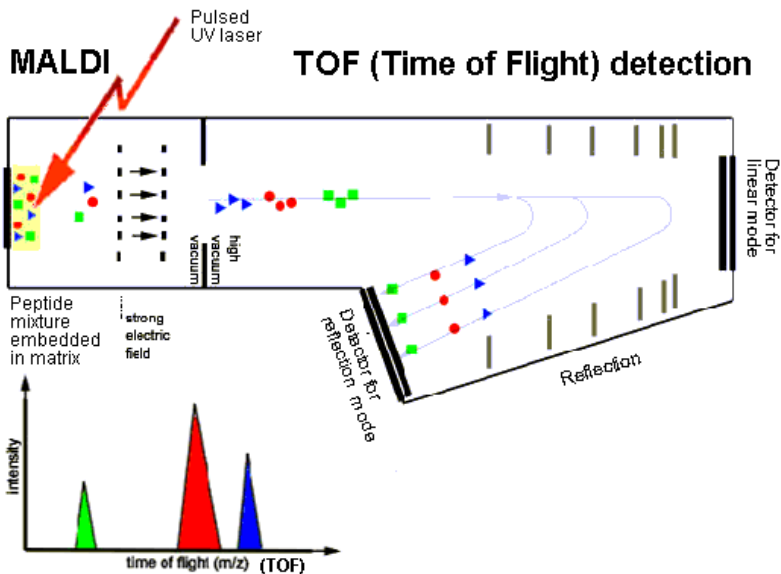 Pulsed
UV laser
MALDI
TOF (Time of Flight) detection
Detector for
linear mode
vacuum
high
vacuum
Peptide
mixture
embedded
in matrix
strong
electric
field
Detector for
reflection mode
Reflection
intensity
time of flight (m/z) (TOF)